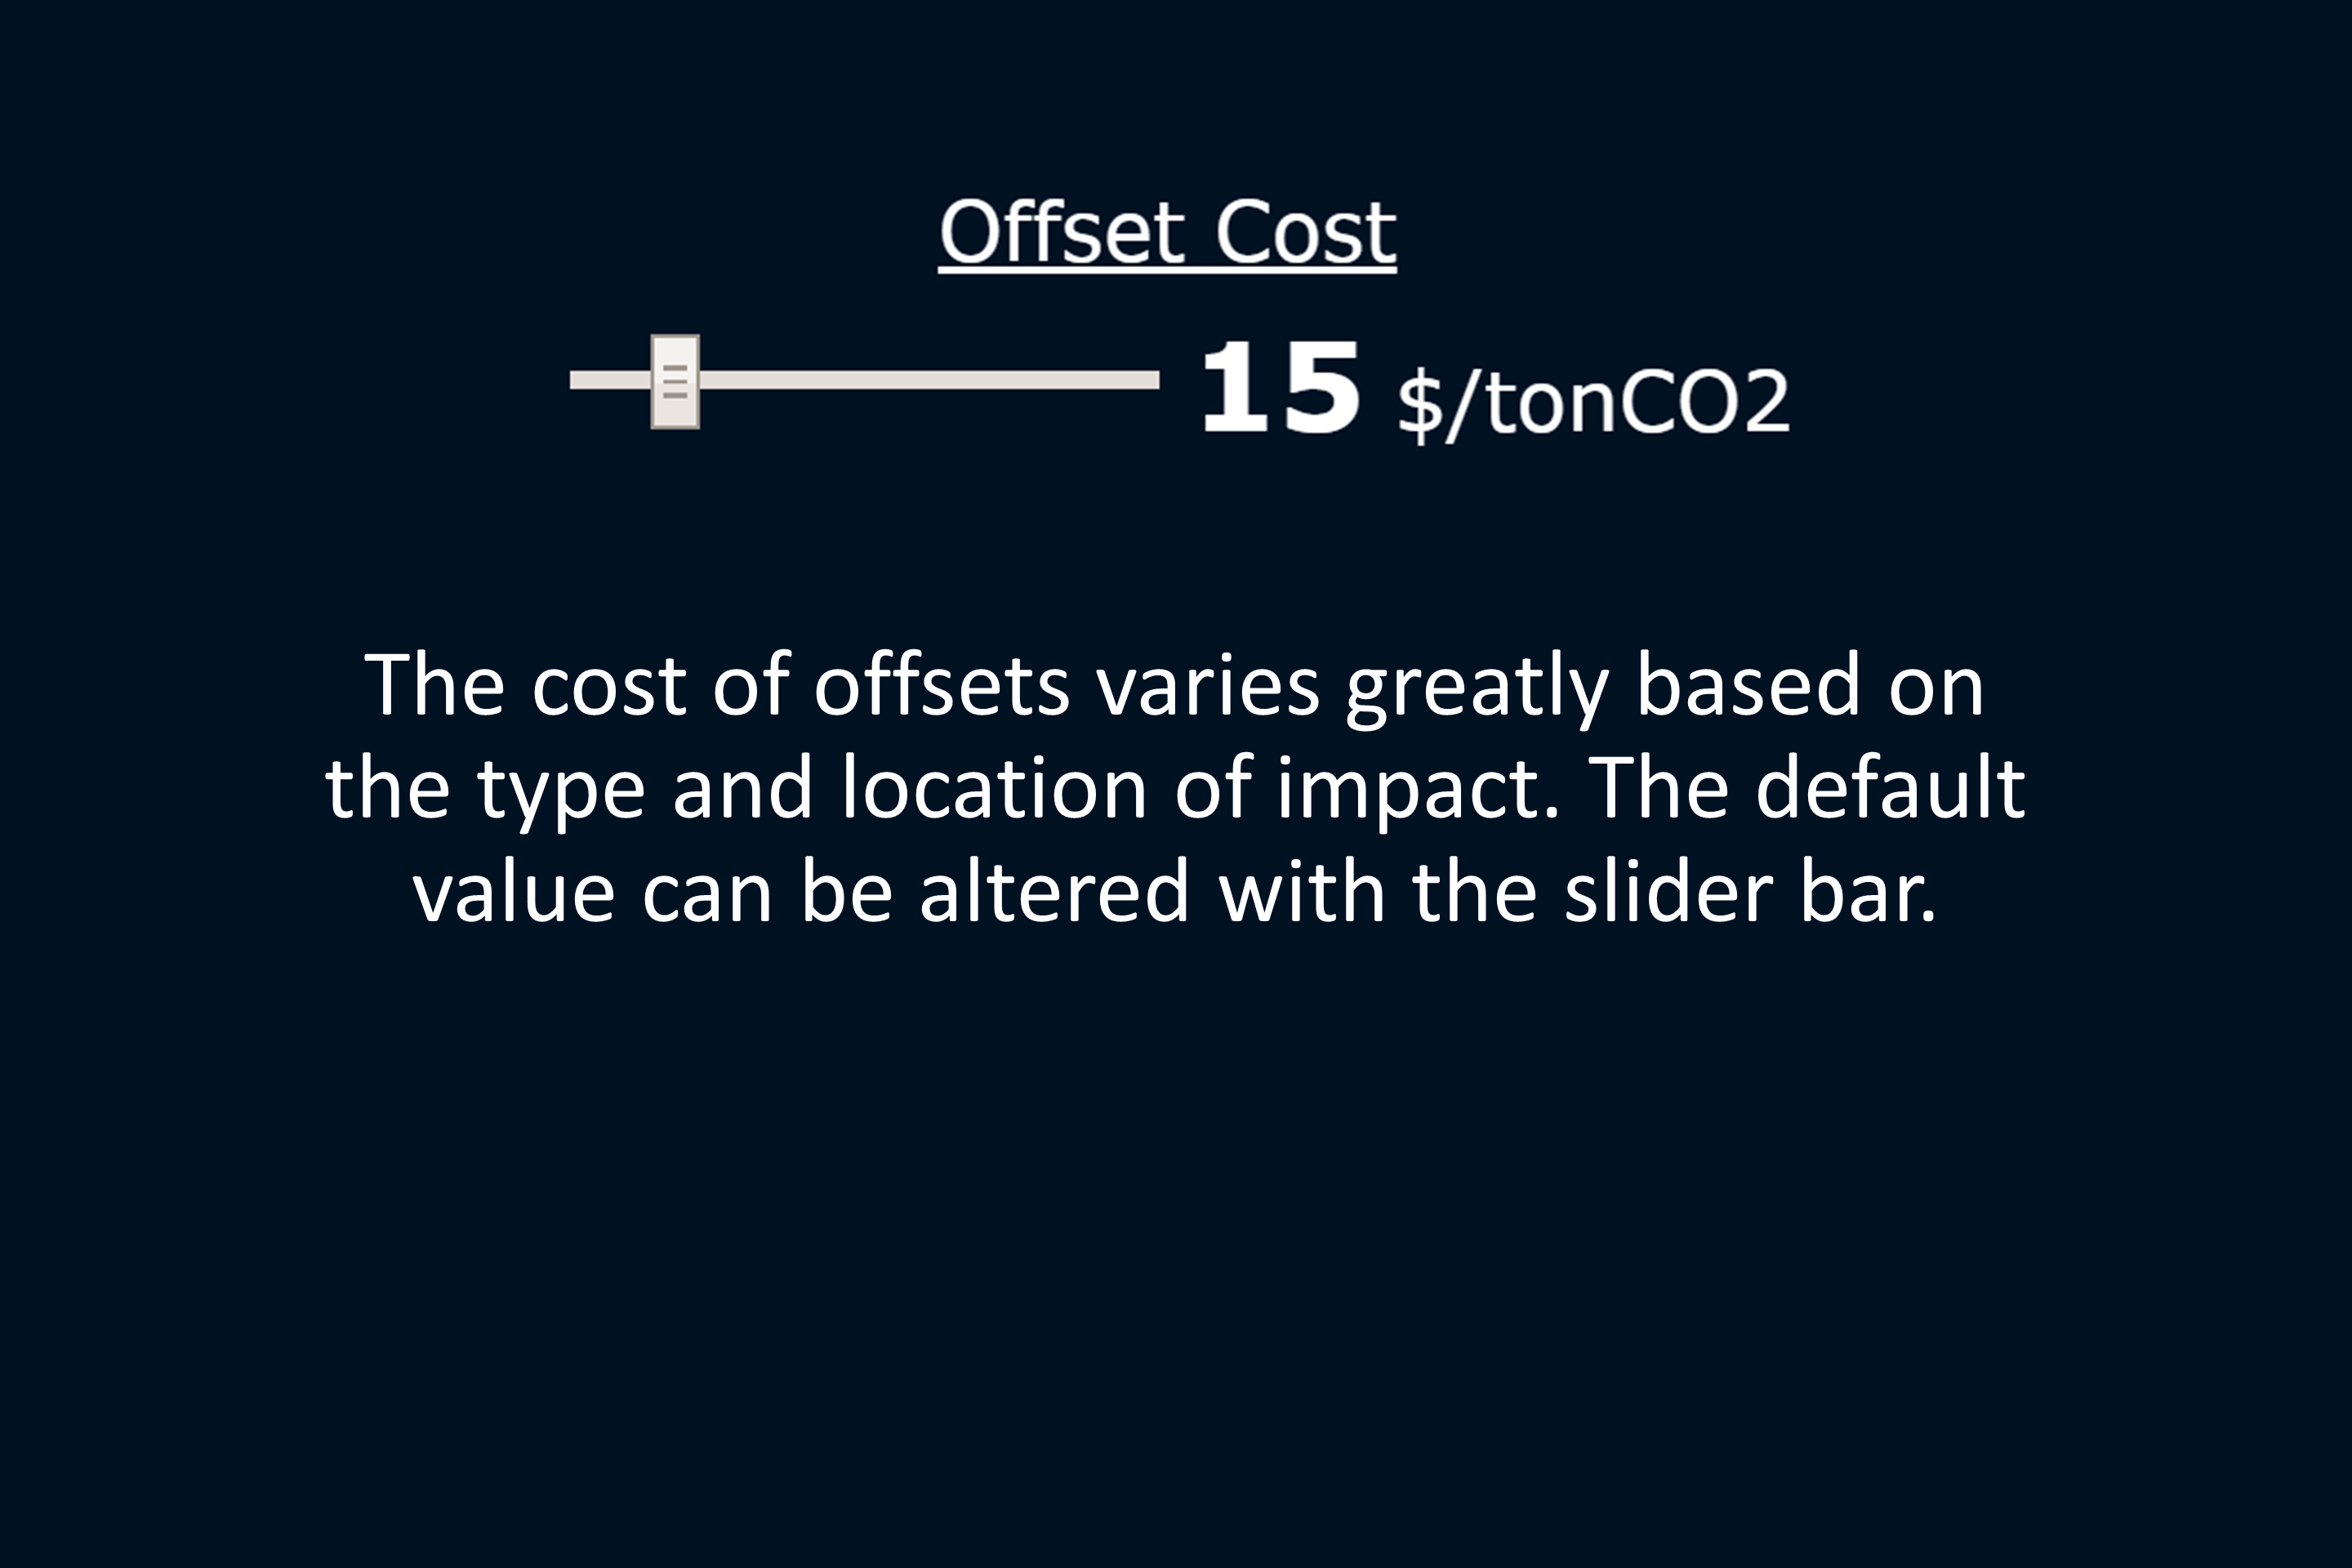 Offset Cost
15 $/tonCO2
The cost of offsets varies greatly based on
the type and location of impact. The default
value can be altered with the slider bar.